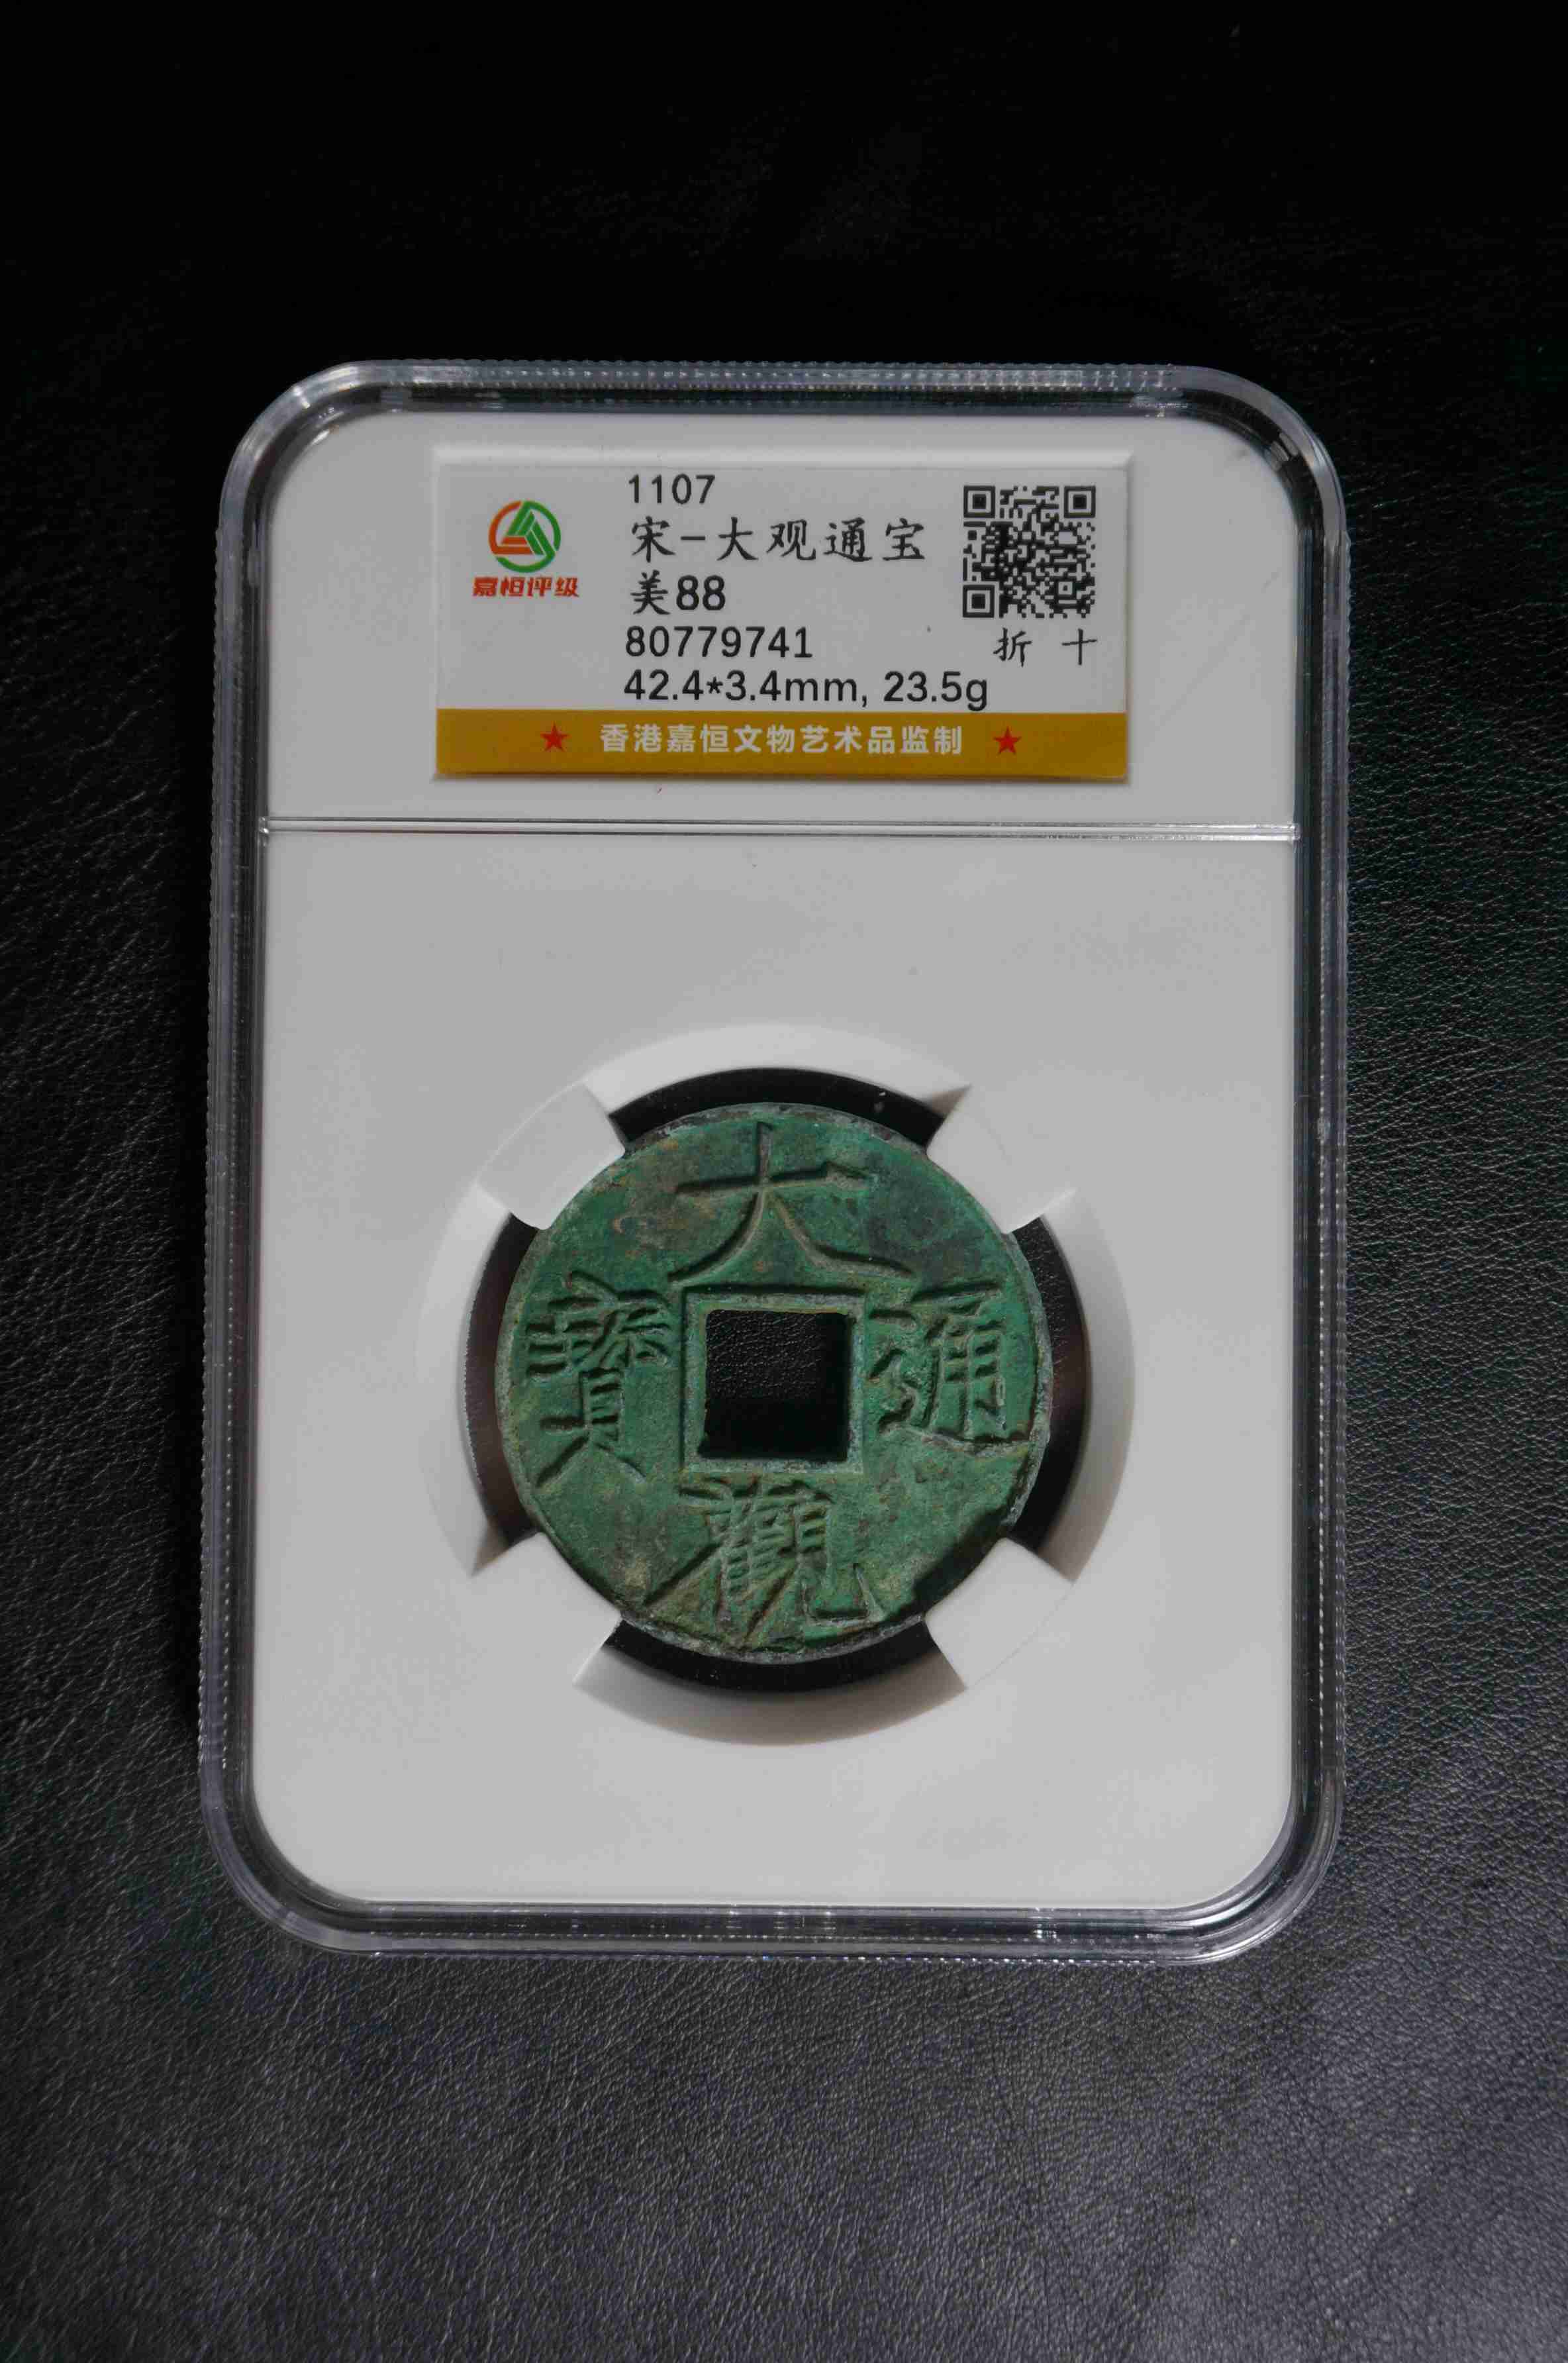 1107
宋-大观通宝
美88
80779741
折 十
42.4*3.4mm, 23.5g
嘉恒评级
★ 香港嘉恒文物艺术品监制 ★
大
觀
通
寶